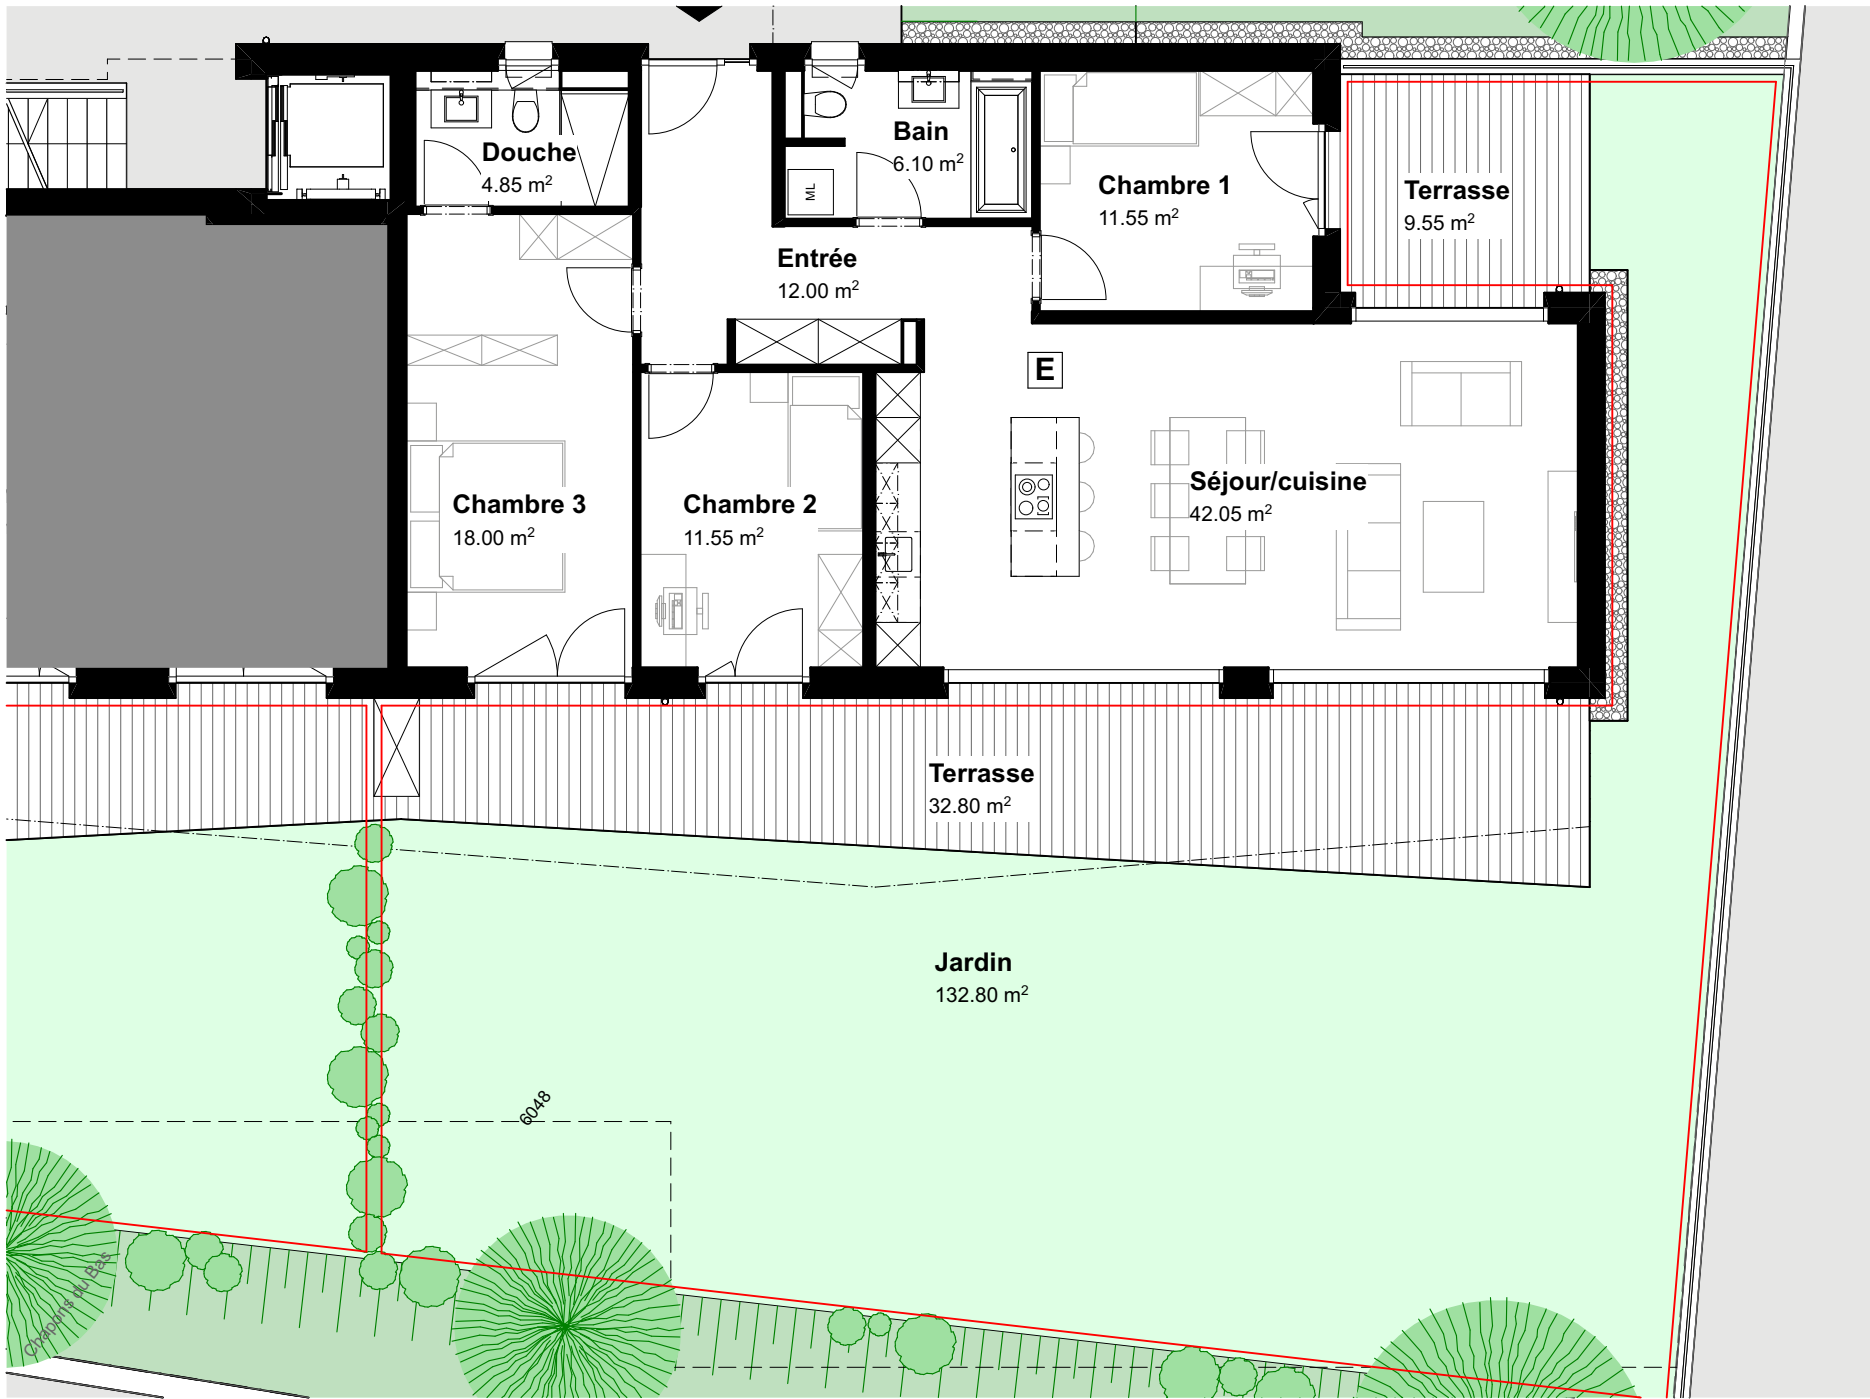 Douche
4.85 m²
Bain
6.10 m²
ML
Chambre 1
11.55 m²
Terrasse
9.55 m²
Entrée
12.00 m²
E
Chambre 3
18.00 m²
Chambre 2
11.55 m²
Séjour/cuisine
42.05 m²
Terrasse
32.80 m²
Jardin
132.80 m²
6048
Chapons du Bas